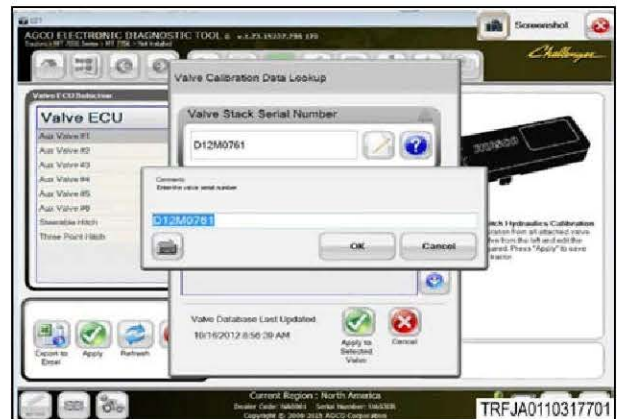 EDT
AGCO ELECTRONIC DIAGNOSTIC TOOL
Screenshot
Challenger
Valve Calibration Data Lookup
Valve ECU Selection
Valve ECU
Aux Valve #1
Aux Valve #2
Aux Valve #3
Aux Valve #4
Aux Valve #5
Aux Valve #6
Steerable Hitch
Three Point Hitch
Valve Stack Serial Number
D12M0761
Comments
Enter the valve serial number
D12M0761
OK
Cancel
Hydraulics Calibration
Valve Database Last Updated
10/16/2012 8:56:39 AM
Apply to
Selected
Valve
Cancel
Export to
Excel
Apply
Refresh
Current Region : North America
TRFJA0110317701